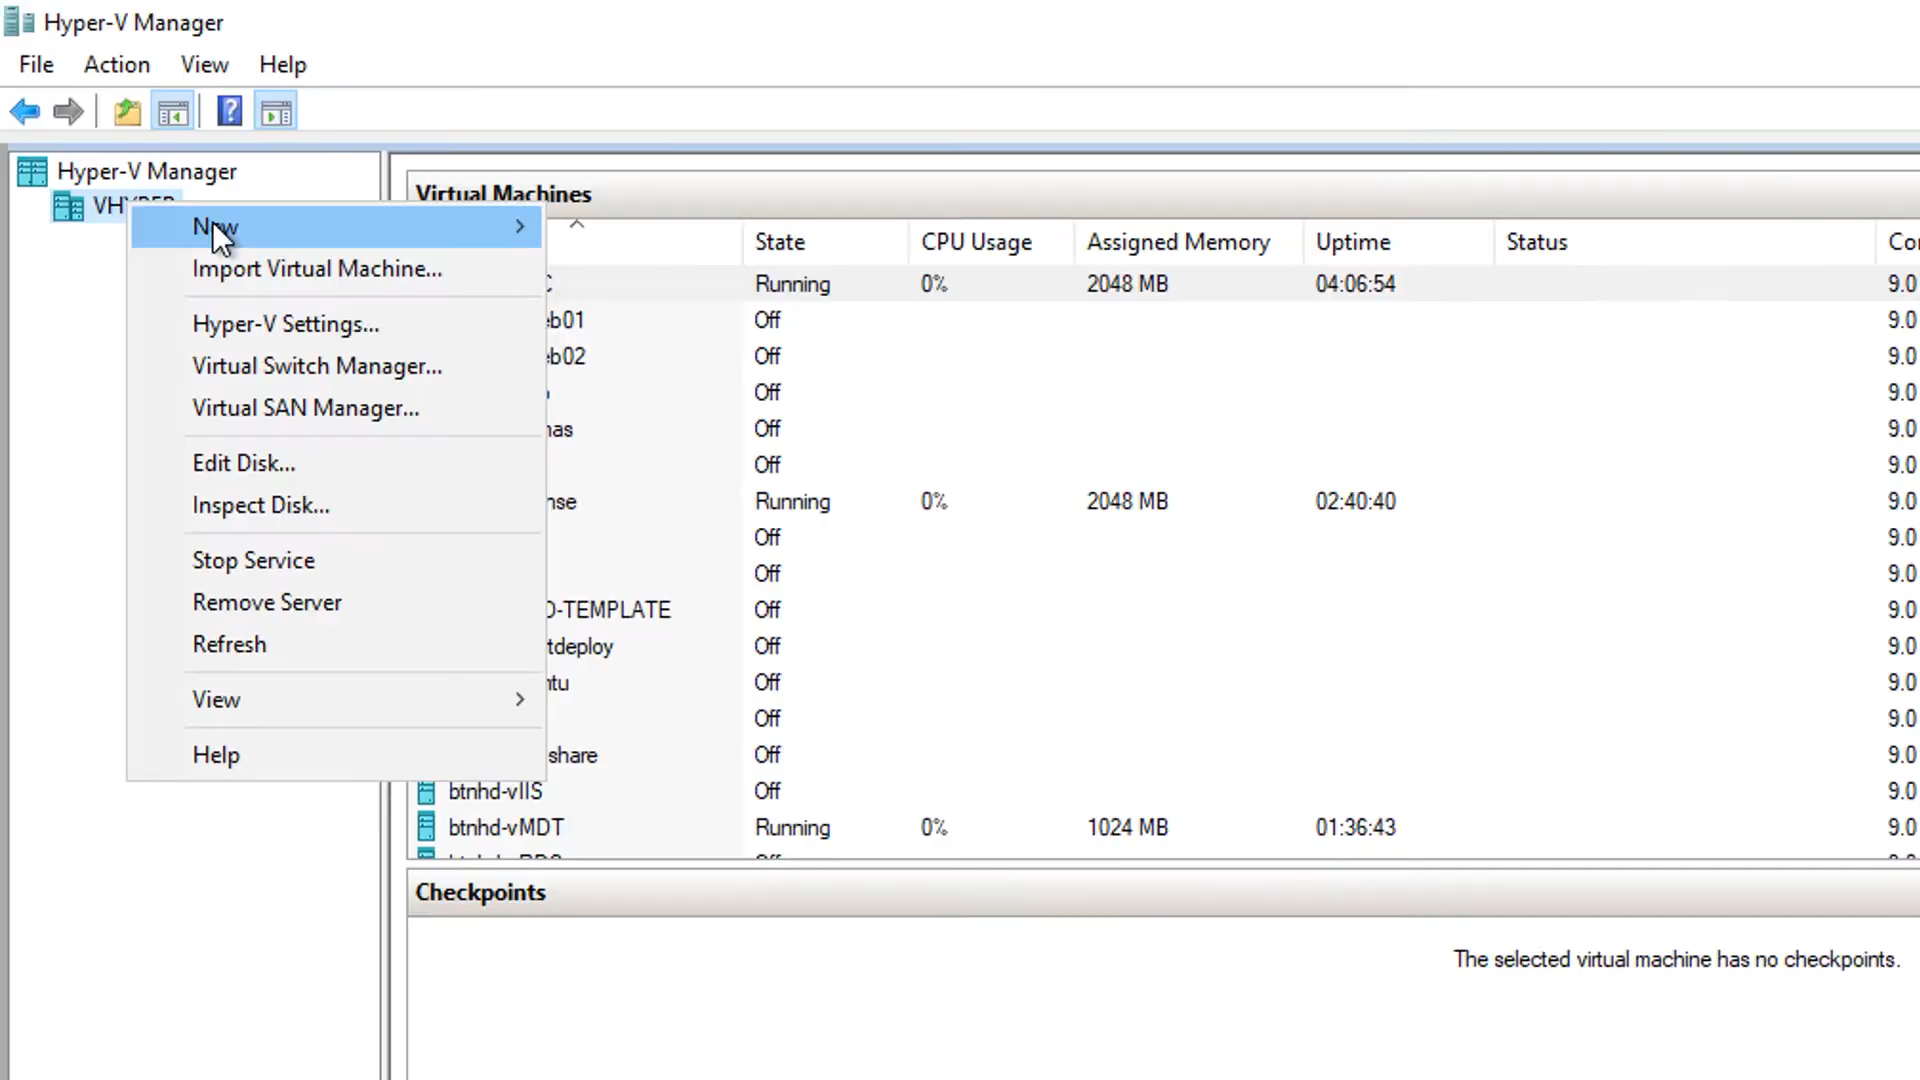 Hyper-V Manager
File Action View Help
Hyper-V Manager
New
Import Virtual Machine...
Hyper-V Settings...
Virtual Switch Manager...
Virtual SAN Manager...
Edit Disk...
Inspect Disk...
Stop Service
Remove Server
Refresh
View
Help
Virtual Machines
State CPU Usage Assigned Memory Uptime Status
Running 0% 2048 MB 04:06:54 9.0
eb01 Off 9.0
eb02 Off 9.0
Off 9.0
nas Off 9.0
Off 9.0
nse Running 0% 2048 MB 02:40:40 9.0
Off 9.0
Off 9.0
D-TEMPLATE Off 9.0
tdeploy Off 9.0
ntu Off 9.0
Off 9.0
share Off 9.0
btnhd-vIIS Off 9.0
btnhd-vMDT Running 0% 1024 MB 01:36:43 9.0
Checkpoints
The selected virtual machine has no checkpoints.